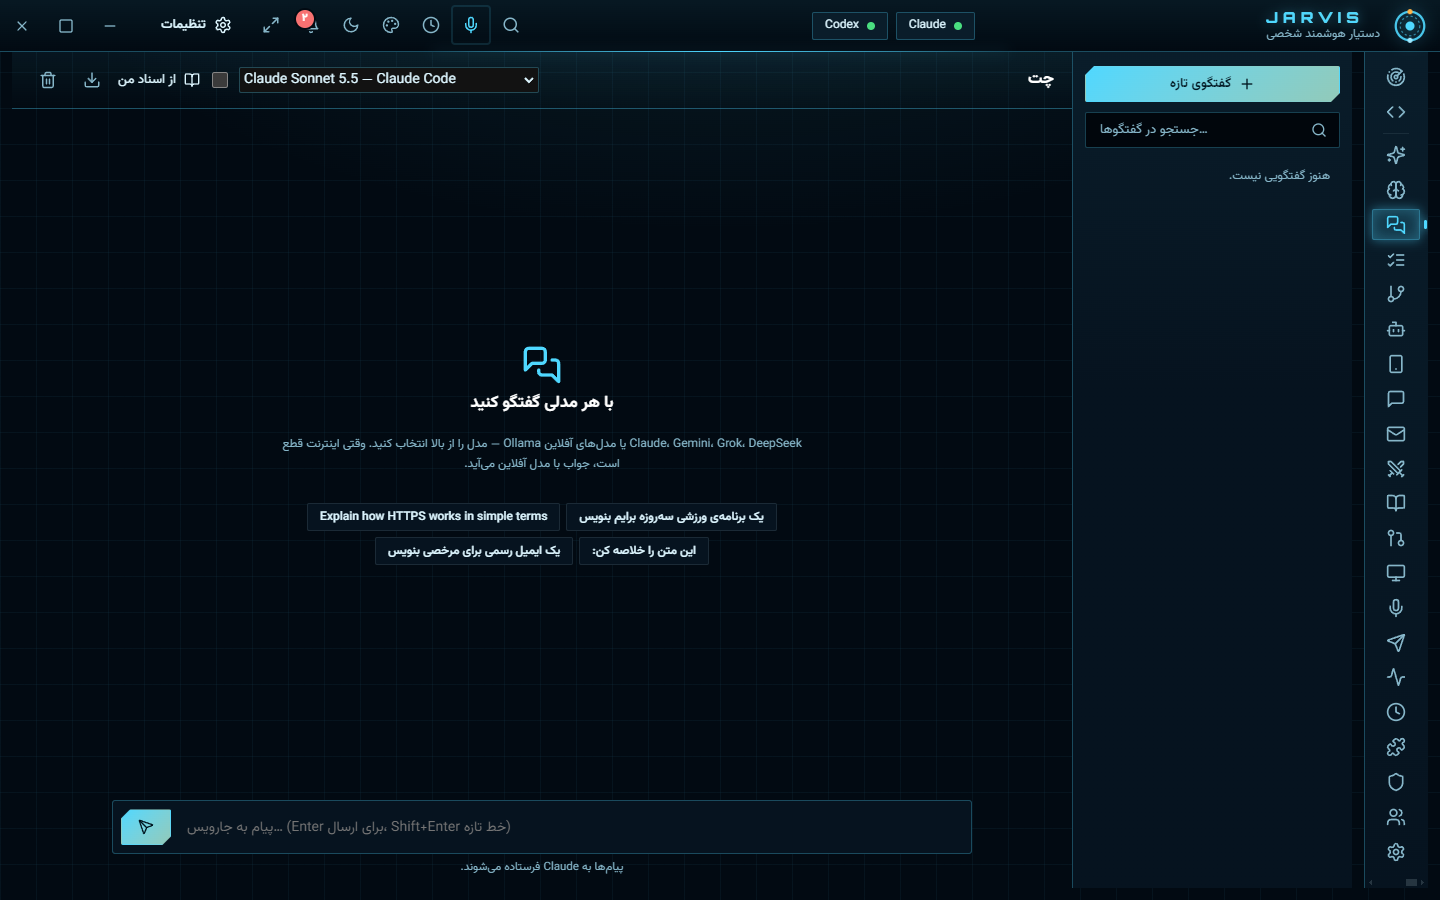 JARVIS
دستیار هوشمند شخصی
Claude
Codex
۲
تنظیمات
گفتگوی تازه
جستجو در گفتگوها...
هنوز گفتگویی نیست.
چت
Claude Sonnet 5.5 — Claude Code
از اسناد من
با هر مدلی گفتگو کنید
Claude، Gemini، Grok، DeepSeek یا مدل‌های آفلاین Ollama — مدل را از بالا انتخاب کنید. وقتی اینترنت قطع
است، جواب با مدل آفلاین می‌آید.
یک برنامه‌ی ورزشی سه‌روزه برایم بنویس
Explain how HTTPS works in simple terms
این متن را خلاصه کن:
یک ایمیل رسمی برای مرخصی بنویس
پیام به جارویس… (Enter برای ارسال، Shift+Enter خط تازه)
پیام‌ها به Claude فرستاده می‌شوند.